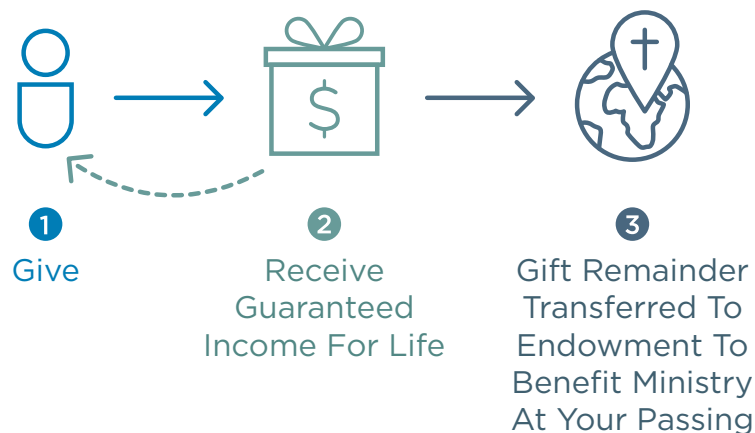 $
1
Give
2
Receive
Guaranteed
Income For Life
3
Gift Remainder
Transferred To
Endowment To
Benefit Ministry
At Your Passing